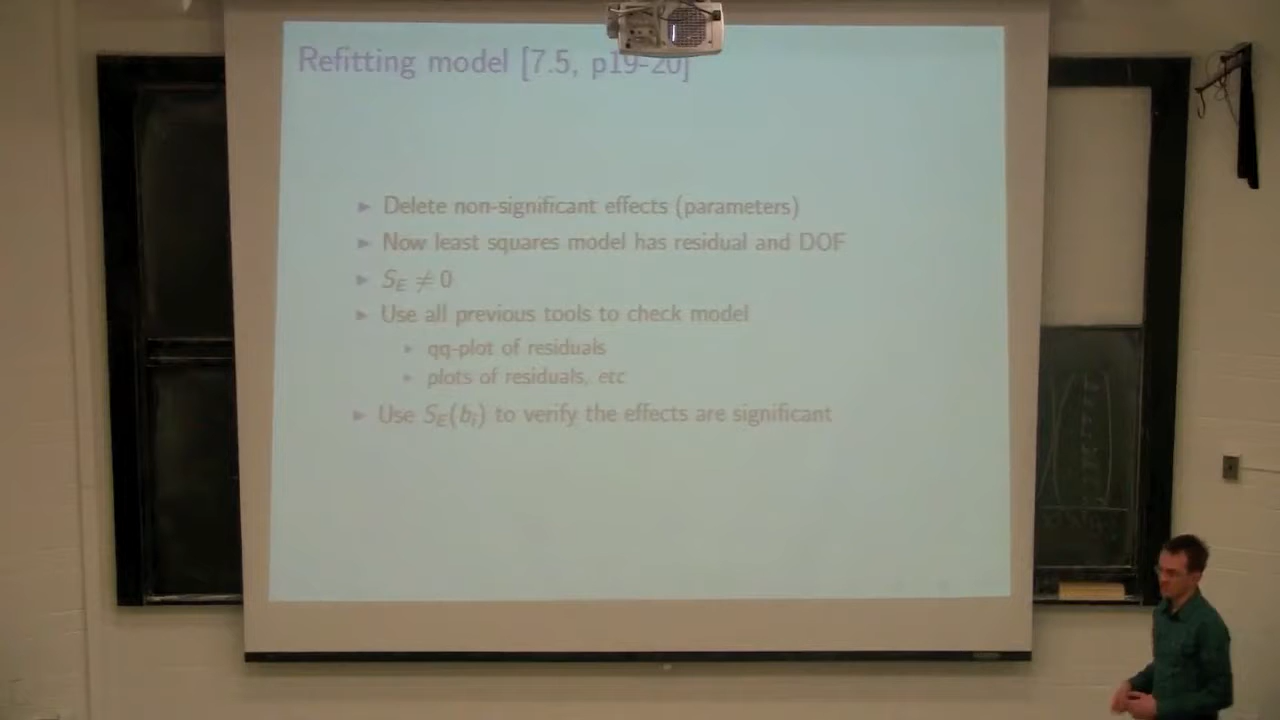 Refitting model [7.5, p19-20]
► Delete non-significant effects (parameters)
► Now least squares model has residual and DOF
► S_E ≠ 0
► Use all previous tools to check model
• qq-plot of residuals
• plots of residuals, etc
► Use S_E(b_i) to verify the effects are significant